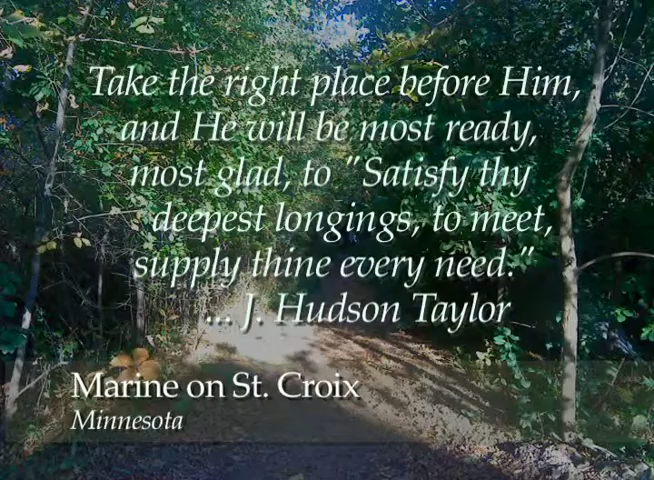 Take the right place before Him,
and He will be most ready,
most glad, to "Satisfy thy
deepest longings, to meet,
supply thine every need."
... J. Hudson Taylor
Marine on St. Croix
Minnesota